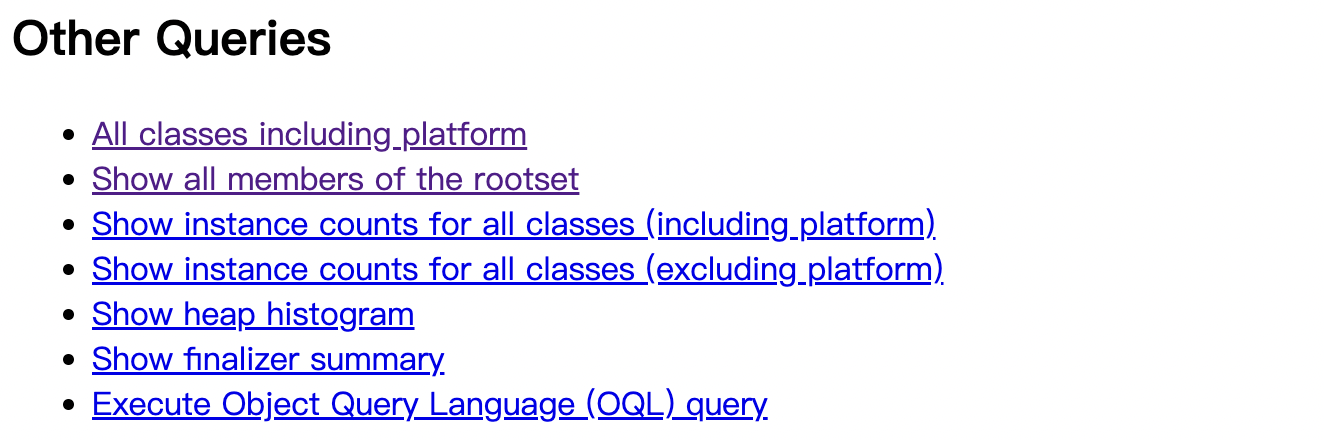 Other Queries
All classes including platform
Show all members of the rootset
Show instance counts for all classes (including platform)
Show instance counts for all classes (excluding platform)
Show heap histogram
Show finalizer summary
Execute Object Query Language (OQL) query